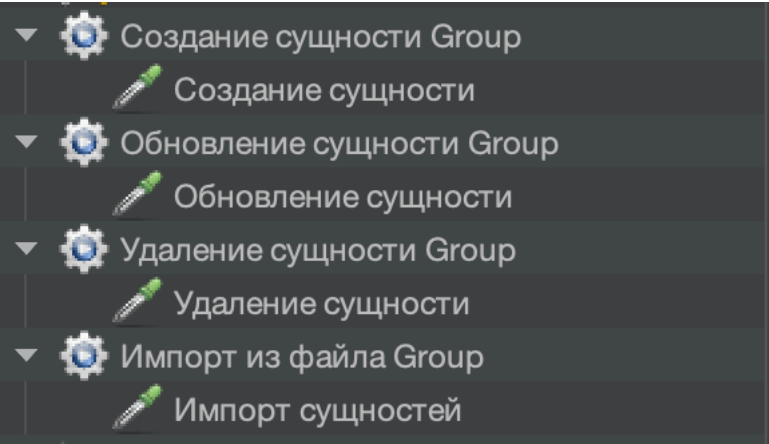 Создание сущности Group
Создание сущности
Обновление сущности Group
Обновление сущности
Удаление сущности Group
Удаление сущности
Импорт из файла Group
Импорт сущностей